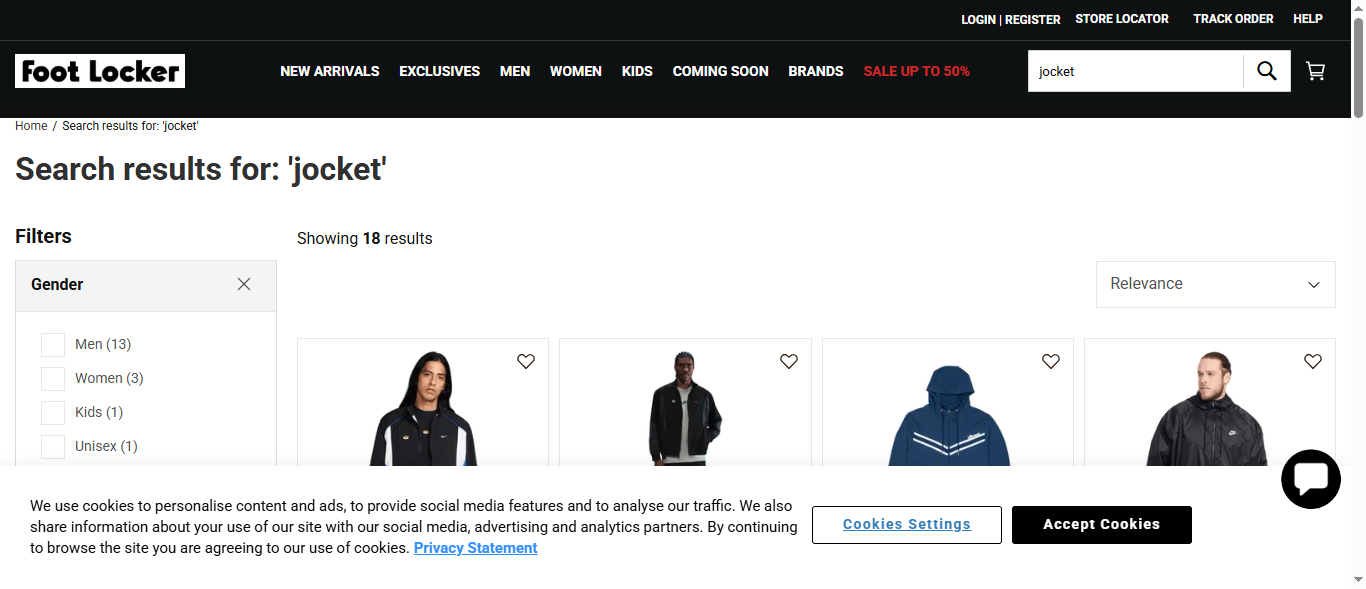 LOGIN | REGISTER STORE LOCATOR TRACK ORDER HELP
Foot Locker NEW ARRIVALS EXCLUSIVES MEN WOMEN KIDS COMING SOON BRANDS SALE UP TO 50% jocket
Home / Search results for: 'jocket'
Search results for: 'jocket'
Filters
Showing 18 results
Gender
Relevance
Men (13)
Women (3)
Kids (1)
Unisex (1)
We use cookies to personalise content and ads, to provide social media features and to analyse our traffic. We also
share information about your use of our site with our social media, advertising and analytics partners. By continuing
to browse the site you are agreeing to our use of cookies. Privacy Statement
Cookies Settings
Accept Cookies